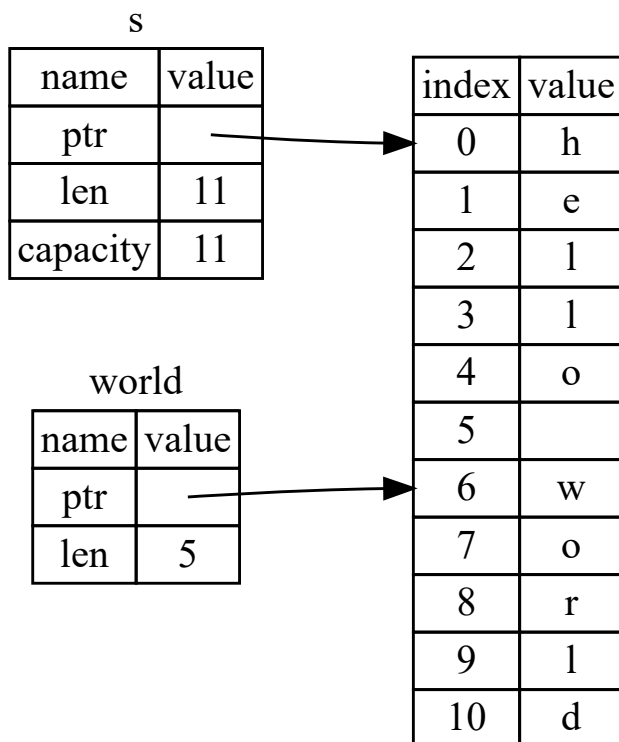 s
name value
ptr
len 11
capacity 11
world
name value
ptr
len 5
index value
0 h
1 e
2 l
3 l
4 o
5
6 w
7 o
8 r
9 l
10 d